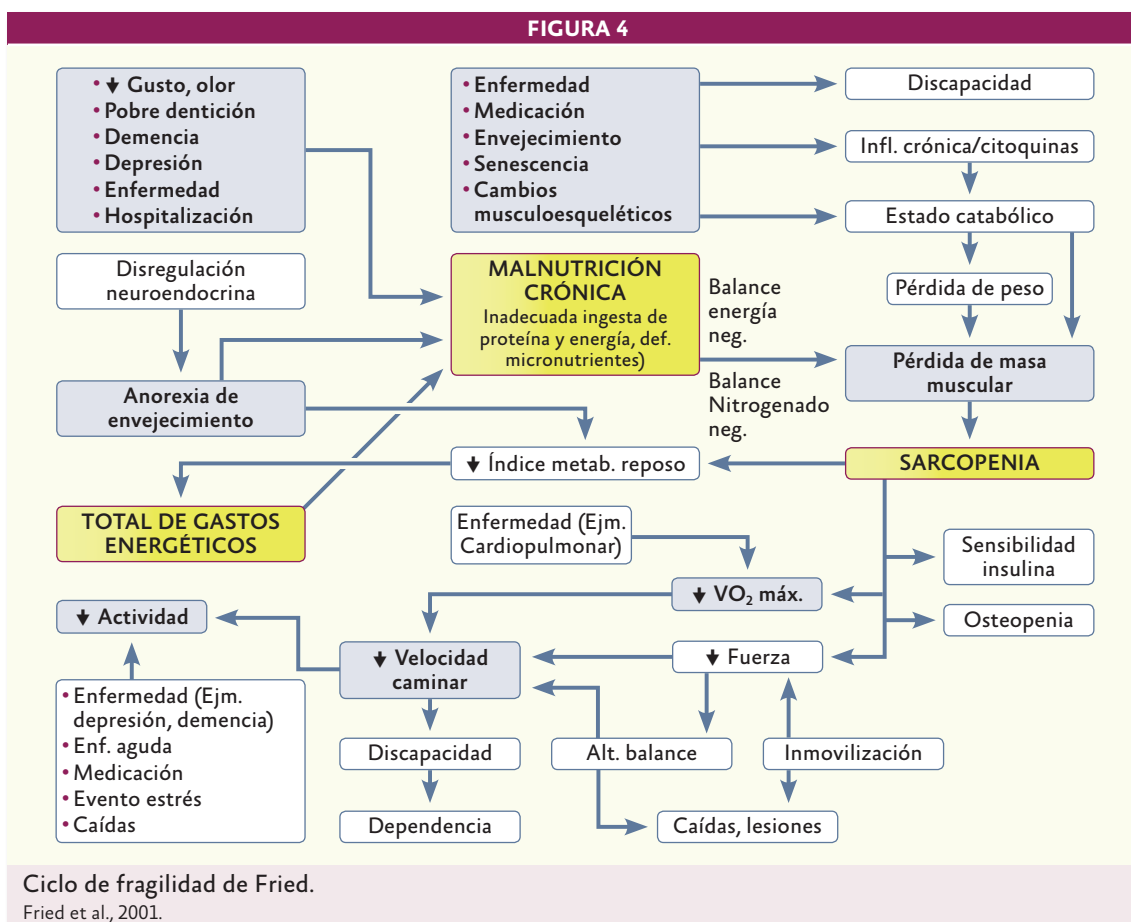 FIGURA 4
• ↓ Gusto, olor
• Pobre dentición
• Demencia
• Depresión
• Enfermedad
• Hospitalización
• Enfermedad
• Medicación
• Envejecimiento
• Senescencia
• Cambios
musculoesqueléticos
Discapacidad
Infl. crónica/citoquinas
Estado catabólico
Disregulación
neuroendocrina
MALNUTRICIÓN
CRÓNICA
Inadecuada ingesta de
proteína y energía, def.
micronutrientes)
Balance
energía
neg.
Pérdida de peso
Anorexia de
envejecimiento
Balance
Nitrogenado
neg.
Pérdida de masa
muscular
↓ Índice metab. reposo
SARCOPENIA
TOTAL DE GASTOS
ENERGÉTICOS
Enfermedad (Ejm.
Cardiopulmonar)
Sensibilidad
insulina
↓ VO₂ máx.
↓ Actividad
Osteopenia
↓ Velocidad
caminar
↓ Fuerza
• Enfermedad (Ejm.
depresión, demencia)
• Enf. aguda
• Medicación
• Evento estrés
• Caídas
Discapacidad
Alt. balance
Inmovilización
Dependencia
Caídas, lesiones
Ciclo de fragilidad de Fried.
Fried et al., 2001.